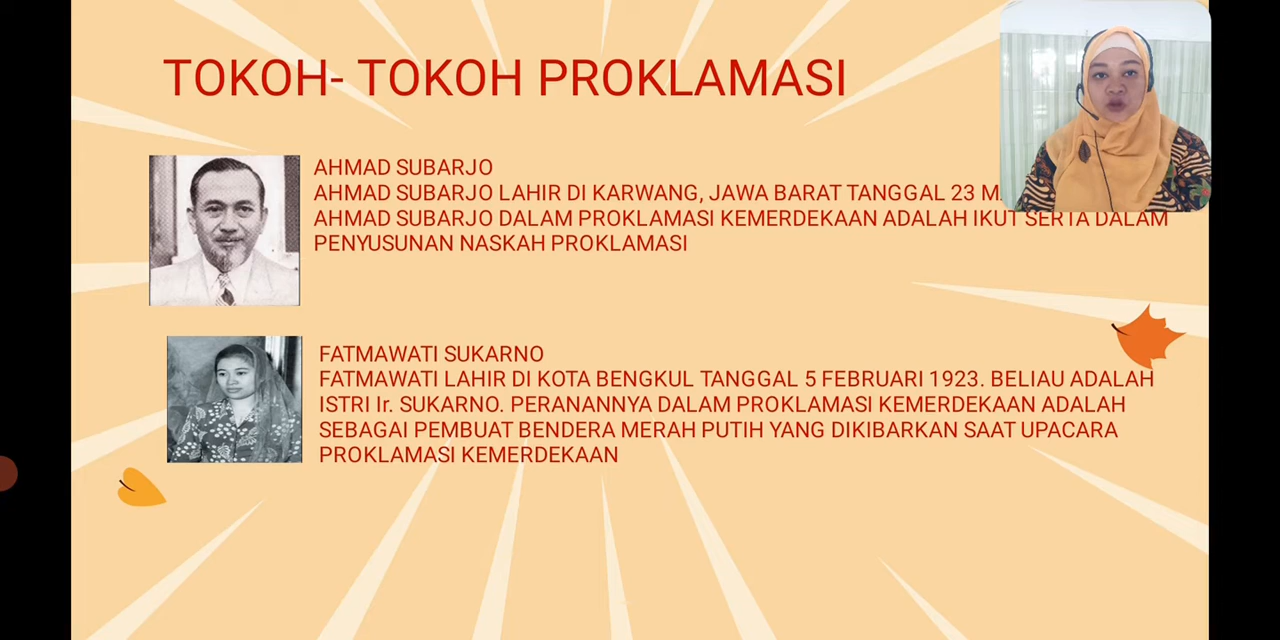 TOKOH- TOKOH PROKLAMASI
AHMAD SUBARJO
AHMAD SUBARJO LAHIR DI KARWANG, JAWA BARAT TANGGAL 23
AHMAD SUBARJO DALAM PROKLAMASI KEMERDEKAAN ADALAH IKUT SERTA DALAM
PENYUSUNAN NASKAH PROKLAMASI
FATMAWATI SUKARNO
FATMAWATI LAHIR DI KOTA BENGKUL TANGGAL 5 FEBRUARI 1923. BELIAU ADALAH
ISTRI Ir. SUKARNO. PERANANNYA DALAM PROKLAMASI KEMERDEKAAN ADALAH
SEBAGAI PEMBUAT BENDERA MERAH PUTIH YANG DIKIBARKAN SAAT UPACARA
PROKLAMASI KEMERDEKAAN